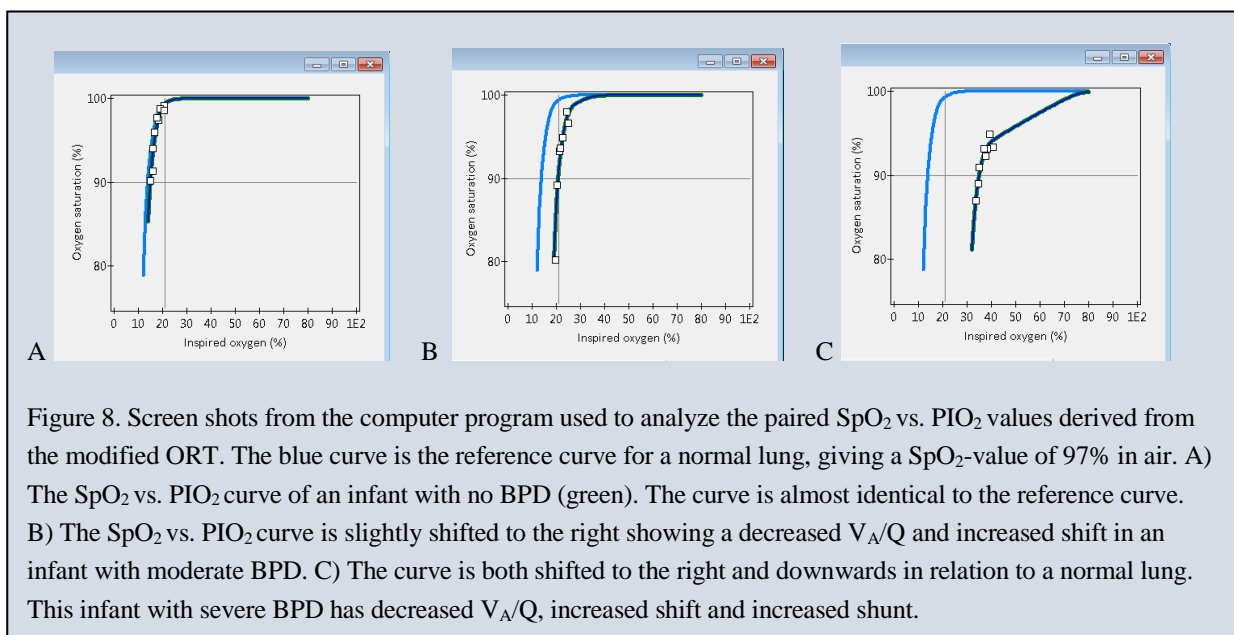 100
90
80
Oxygen saturation (%)
0 10 20 30 40 50 60 70 80 90 1E2
Inspired oxygen (%)
A
100
90
80
Oxygen saturation (%)
0 10 20 30 40 50 60 70 80 90 1E2
Inspired oxygen (%)
B
100
90
80
Oxygen saturation (%)
0 10 20 30 40 50 60 70 80 90 1E2
Inspired oxygen (%)
C
Figure 8. Screen shots from the computer program used to analyze the paired SpO₂ vs. PIO₂ values derived from
the modified ORT. The blue curve is the reference curve for a normal lung, giving a SpO₂-value of 97% in air. A)
The SpO₂ vs. PIO₂ curve of an infant with no BPD (green). The curve is almost identical to the reference curve.
B) The SpO₂ vs. PIO₂ curve is slightly shifted to the right showing a decreased V_A/Q and increased shift in an
infant with moderate BPD. C) The curve is both shifted to the right and downwards in relation to a normal lung.
This infant with severe BPD has decreased V_A/Q, increased shift and increased shunt.